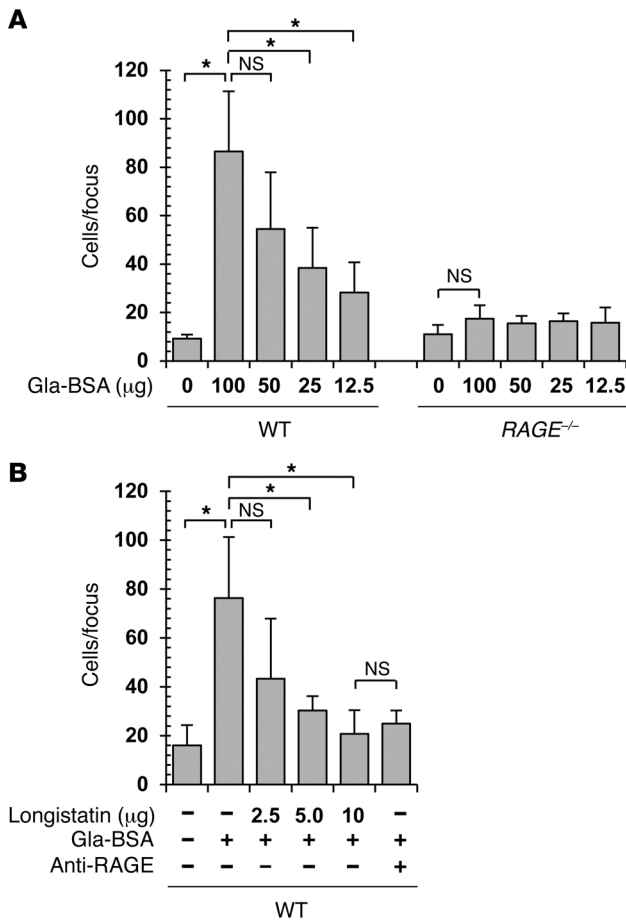 A
*
*
* NS
120
100
80
60
40
20
0
Cells/focus
NS
Gla-BSA (μg) 0 100 50 25 12.5 0 100 50 25 12.5
WT RAGE–/–
B
*
*
* NS
120
100
80
60
40
20
0
Cells/focus
NS
Longistatin (μg) – – 2.5 5.0 10 –
Gla-BSA – + + + + +
Anti-RAGE – – – – – +
WT